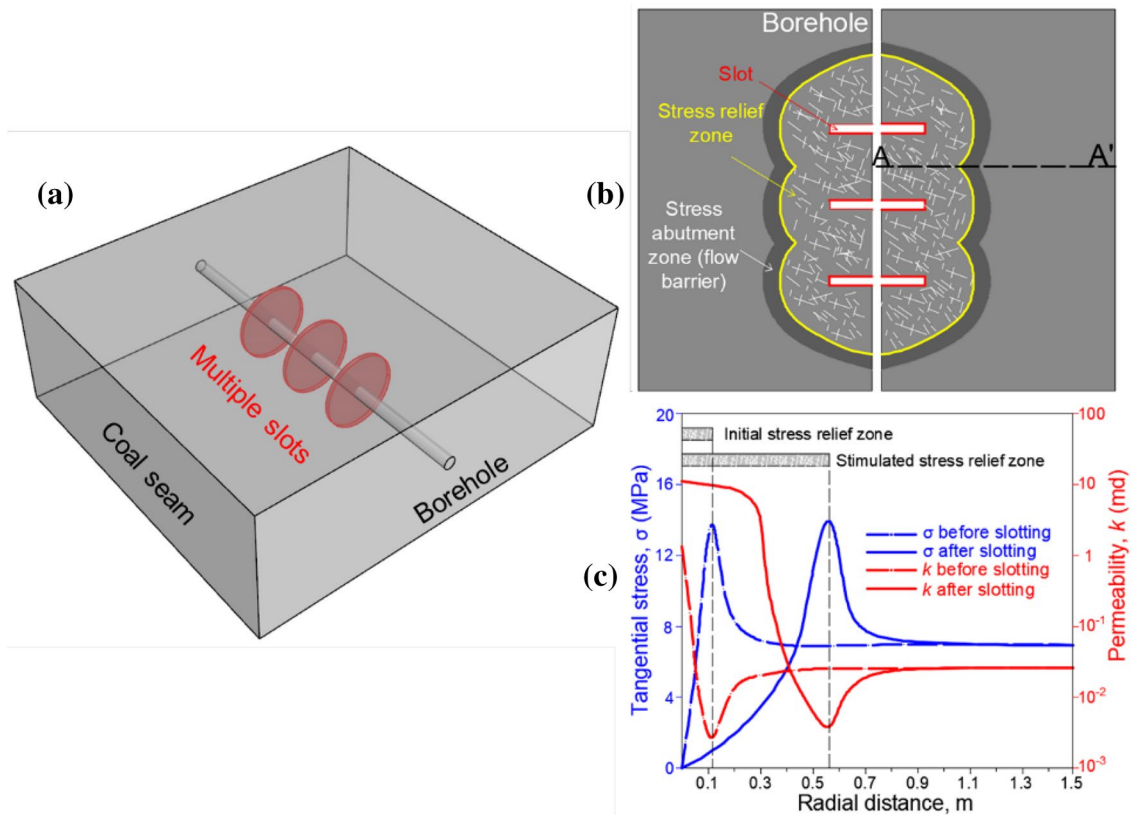 (a)
Multiple slots
Coal seam
Borehole
(b)
Borehole
Slot
Stress relief
zone
A
A'
Stress
abutment
zone (flow
barrier)
(c)
Tangential stress, σ (MPa)
20
16
12
8
4
0
Initial stress relief zone
Stimulated stress relief zone
σ before slotting
σ after slotting
k before slotting
k after slotting
0.1 0.3 0.5 0.7 0.9 1.1 1.3 1.5
Radial distance, m
100
10
1
10⁻¹
10⁻²
10⁻³
Permeability, k (md)